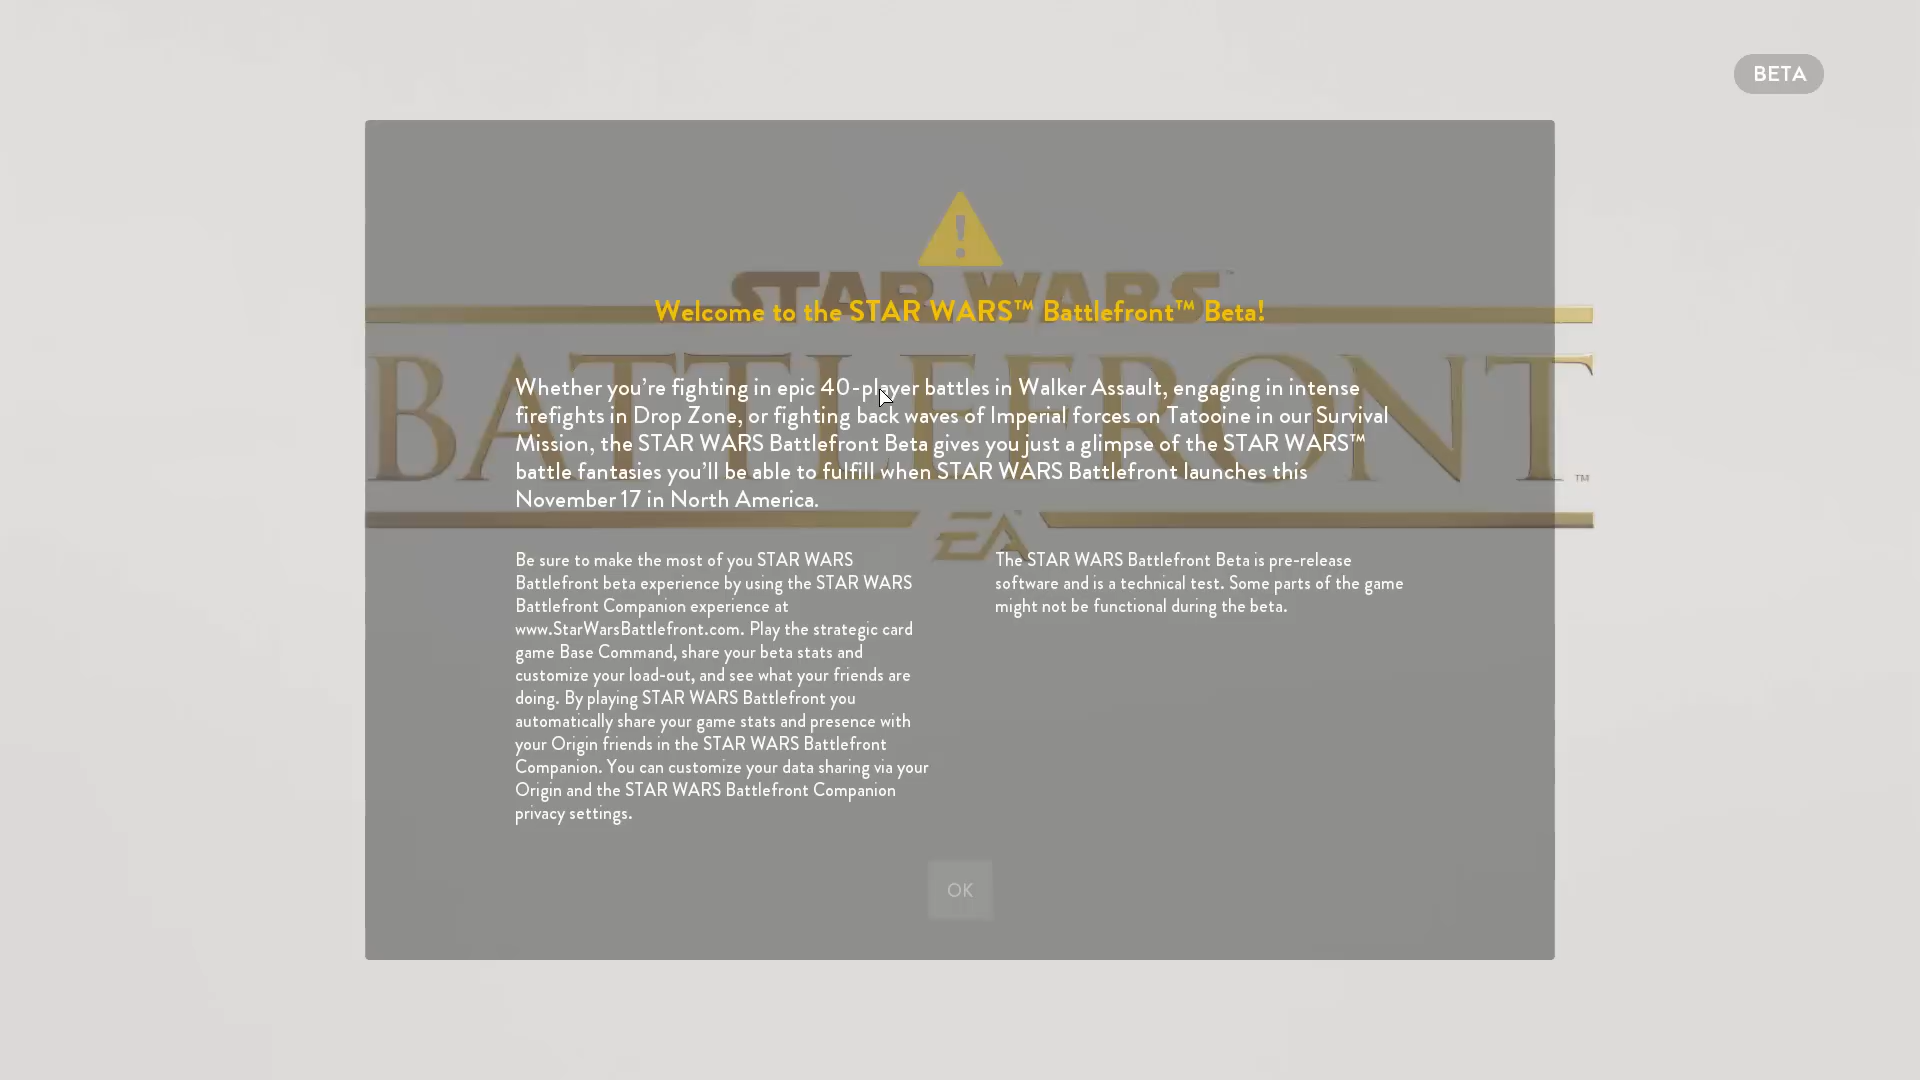 BETA
STAR WARS™
Welcome to the STAR WARS™ Battlefront™ Beta!
BATTLEFRONT™
Whether you're fighting in epic 40-player battles in Walker Assault, engaging in intense
firefights in Drop Zone, or fighting back waves of Imperial forces on Tatooine in our Survival
Mission, the STAR WARS Battlefront Beta gives you just a glimpse of the STAR WARS™
battle fantasies you'll be able to fulfill when STAR WARS Battlefront launches this
November 17 in North America.
EA
Be sure to make the most of you STAR WARS
Battlefront beta experience by using the STAR WARS
Battlefront Companion experience at
www.StarWarsBattlefront.com. Play the strategic card
game Base Command, share your beta stats and
customize your load-out, and see what your friends are
doing. By playing STAR WARS Battlefront you
automatically share your game stats and presence with
your Origin friends in the STAR WARS Battlefront
Companion. You can customize your data sharing via your
Origin and the STAR WARS Battlefront Companion
privacy settings.
The STAR WARS Battlefront Beta is pre-release
software and is a technical test. Some parts of the game
might not be functional during the beta.
OK